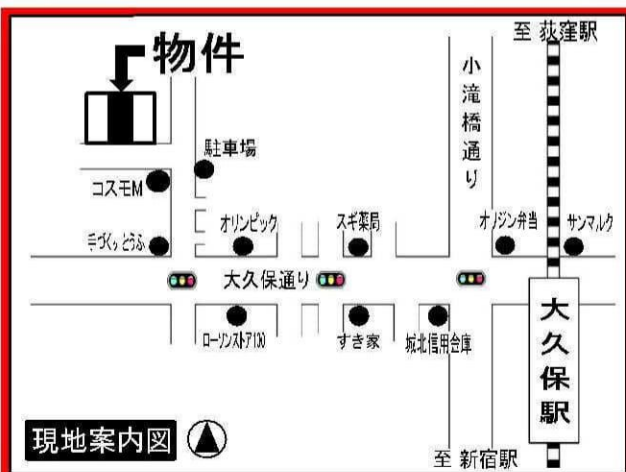 至 荻窪駅
物件
小滝橋通り
駐車場
コスモM
オリンピック
スギ薬局
オリジン弁当
サンマルク
手づくりとうふ
大久保通り
ローソンストア100
すき家
城北信用金庫
大久保駅
現地案内図
至 新宿駅